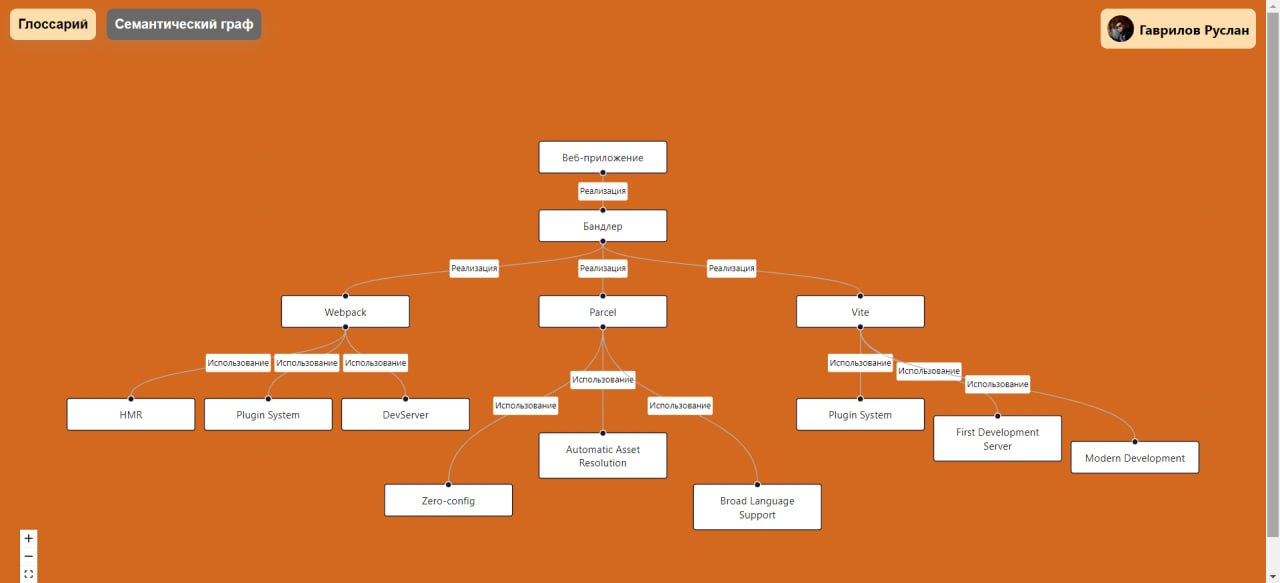 Глоссарий
Семантический граф
Гаврилов Руслан
Веб-приложение
Реализация
Бандлер
Реализация
Реализация
Реализация
Webpack
Parcel
Vite
Использование
Использование
Использование
Использование
Использование
Использование
Использование
Использование
Использование
HMR
Plugin System
DevServer
Plugin System
First Development
Server
Automatic Asset
Resolution
Modern Development
Zero-config
Broad Language
Support